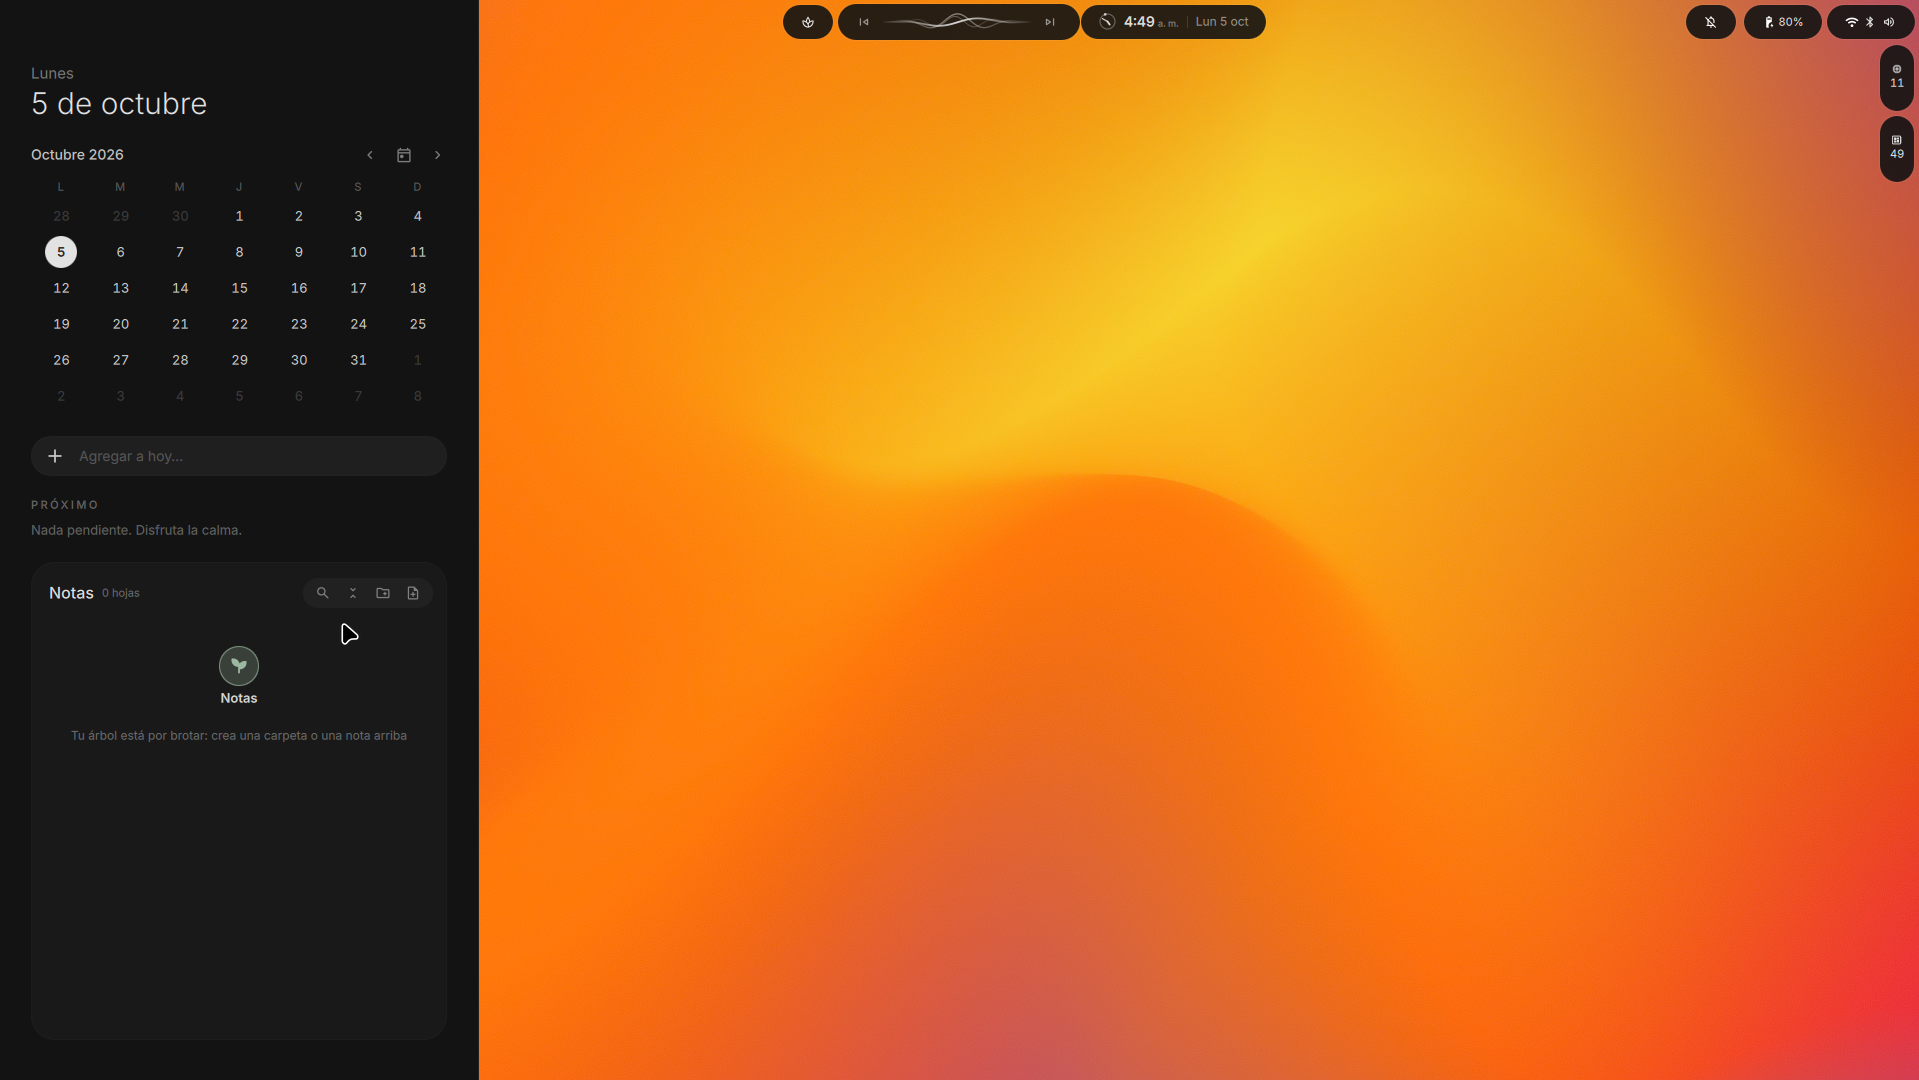 4:49 a. m. Lun 5 oct
80%
11
49
Lunes
5 de octubre
Octubre 2026
L M M J V S D
28 29 30 1 2 3 4
5 6 7 8 9 10 11
12 13 14 15 16 17 18
19 20 21 22 23 24 25
26 27 28 29 30 31 1
2 3 4 5 6 7 8
Agregar a hoy...
PRÓXIMO
Nada pendiente. Disfruta la calma.
Notas 0 hojas
Notas
Tu árbol está por brotar: crea una carpeta o una nota arriba